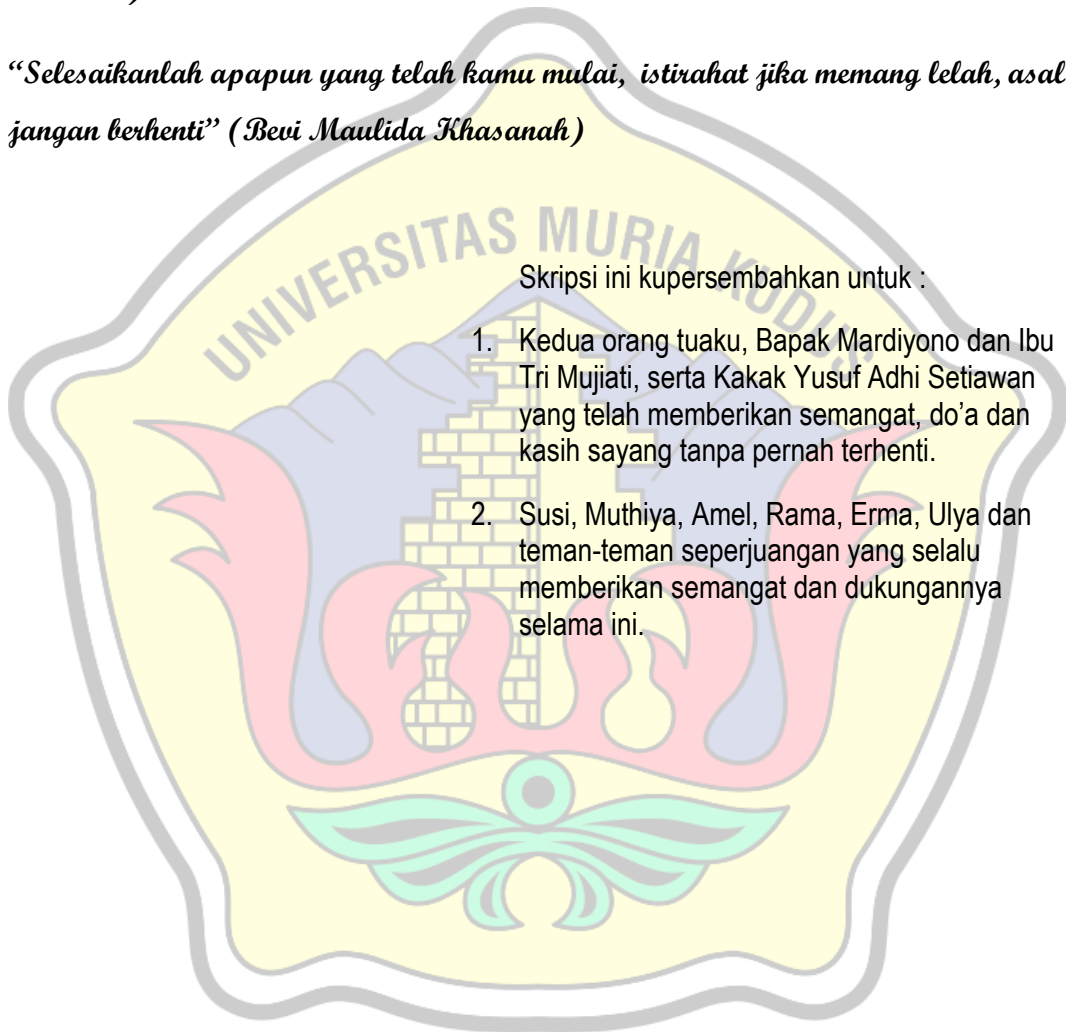 “Selesaikanlah apapun yang telah kamu mulai, istirahat jika memang lelah, asal
jangan berhenti” (Bevi Maulida Khasanah)
UNIVERSITAS MURIA KUDUS
Skripsi ini kupersembahkan untuk :
1. Kedua orang tuaku, Bapak Mardiyono dan Ibu
Tri Mujiati, serta Kakak Yusuf Adhi Setiawan
yang telah memberikan semangat, do’a dan
kasih sayang tanpa pernah terhenti.
2. Susi, Muthiya, Amel, Rama, Erma, Ulya dan
teman-teman seperjuangan yang selalu
memberikan semangat dan dukungannya
selama ini.